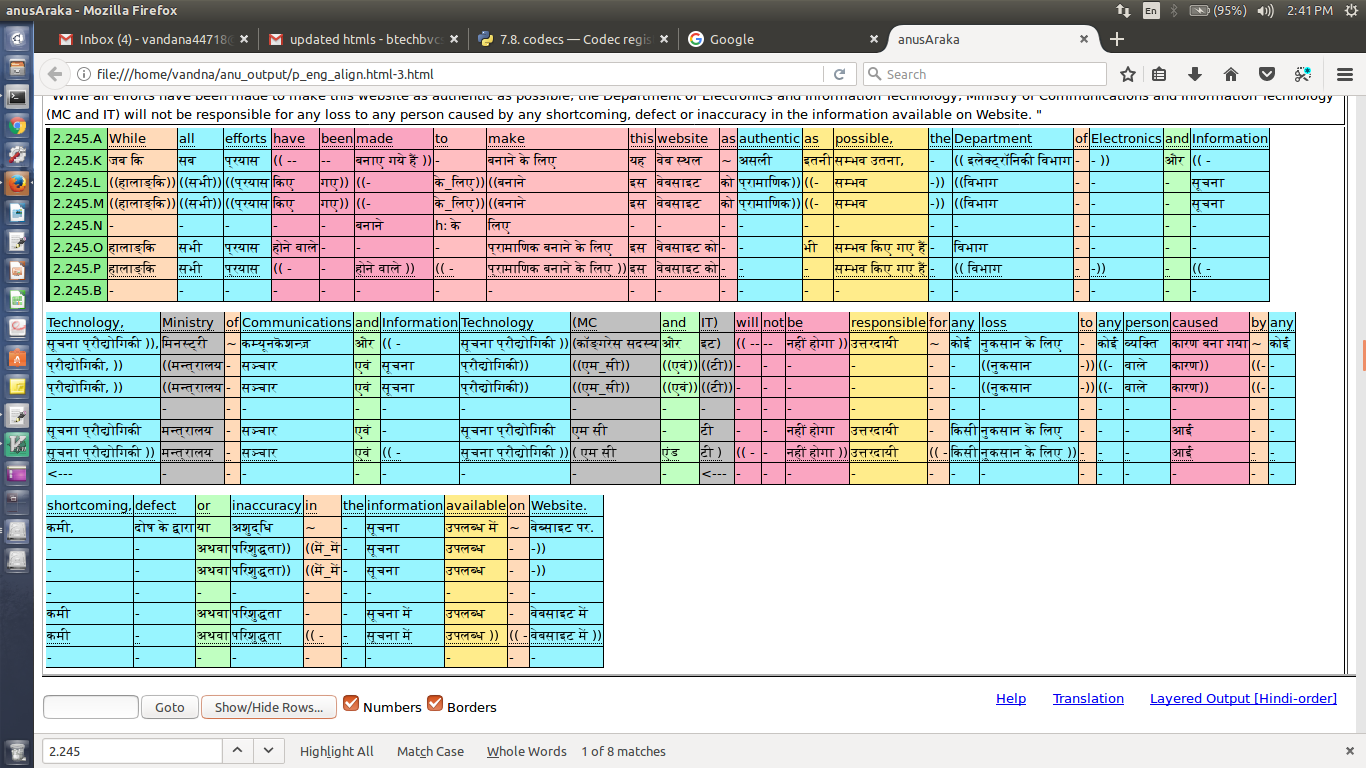 anusAraka - Mozilla Firefox En (95%) 2:41 PM
Inbox (4) - vandana44718@ updated htmls - btechbvcs 7.8. codecs — Codec regis Google anusAraka
file:///home/vandna/anu_output/p_eng_align.html-3.html Search
"While all efforts have been made to make this website as authentic as possible, the Department of Electronics and Information Technology, Ministry of Communications and Information Technology
(MC and IT) will not be responsible for any loss to any person caused by any shortcoming, defect or inaccuracy in the information available on Website. "
2.245.A While all efforts have been made to make this website as authentic as possible, the Department of Electronics and Information
2.245.K जब कि सब प्रयास (( -- -- बनाए गये हैं )) - बनाने के लिए यह वेब स्थल ~ असली इतनी सम्भव उतना, - (( इलेक्ट्रॉनिकी विभाग - - )) और (( -
2.245.L ((हालाङ्कि)) ((सभी)) ((प्रयास किए गए)) ((- के_लिए)) ((बनाने इस वेबसाइट को प्रामाणिक)) ((- सम्भव -)) ((विभाग - - - सूचना
2.245.M ((हालाङ्कि)) ((सभी)) ((प्रयास किए गए)) ((- के_लिए)) ((बनाने इस वेबसाइट को प्रामाणिक)) ((- सम्भव -)) ((विभाग - - - सूचना
2.245.N - - - - - बनाने h: के लिए - - - - - - - - - - - -
2.245.O हालाङ्कि सभी प्रयास होने वाले - - - प्रामाणिक बनाने के लिए इस वेबसाइट को - - भी सम्भव किए गए हैं - विभाग - - - -
2.245.P हालाङ्कि सभी प्रयास (( - - होने वाले )) (( - प्रामाणिक बनाने के लिए )) इस वेबसाइट को - - - सम्भव किए गए हैं - (( विभाग - -)) - (( -
2.245.B - - - - - - - - - - - - - - - - - - - -
Technology, Ministry of Communications and Information Technology (MC and IT) will not be responsible for any loss to any person caused by any
सूचना प्रौद्योगिकी )), मिनस्ट्री ~ कम्यूनकेशन्ज़ और (( - सूचना प्रौद्योगिकी )) (कॉङ्गरेस सदस्य और इट) (( -- -- नहीं होगा )) उत्तरदायी ~ कोई नुकसान के लिए - कोई व्यक्ति कारण बना गया ~ कोई
प्रौद्योगिकी, )) ((मन्त्रालय - सञ्चार एवं सूचना प्रौद्योगिकी)) ((एम_सी)) ((एवं)) ((टी)) - - - - - - ((नुकसान -)) ((- वाले कारण)) ((- -
प्रौद्योगिकी, )) ((मन्त्रालय - सञ्चार एवं सूचना प्रौद्योगिकी)) ((एम_सी)) ((एवं)) ((टी)) - - - - - - ((नुकसान -)) ((- वाले कारण)) ((- -
- - - - - - - - - - - - - - - - - - - - - - -
सूचना प्रौद्योगिकी मन्त्रालय - सञ्चार एवं - सूचना प्रौद्योगिकी एम सी - टी - - नहीं होगा उत्तरदायी - किसी नुकसान के लिए - - - आई - -
सूचना प्रौद्योगिकी )) मन्त्रालय - सञ्चार एवं (( - सूचना प्रौद्योगिकी )) ( एम सी एंड टी ) (( - - नहीं होगा )) उत्तरदायी (( - किसी नुकसान के लिए )) - - - आई - -
<--- - - - - - - - - <--- - - - - - - - - - - - - -
shortcoming, defect or inaccuracy in the information available on Website.
कमी, दोष के द्वारा या अशुद्धि ~ - सूचना उपलब्ध में ~ वेब्साइट पर.
- - अथवा परिशुद्धता)) ((में_में - सूचना उपलब्ध - -))
- - अथवा परिशुद्धता)) ((में_में - सूचना उपलब्ध - -))
- - - - - - - - - -
कमी - अथवा परिशुद्धता - - सूचना में उपलब्ध - वेबसाइट में
कमी - अथवा परिशुद्धता (( - - सूचना में उपलब्ध )) (( - वेबसाइट में ))
- - - - - - - - - -
Goto Show/Hide Rows... Numbers Borders Help Translation Layered Output [Hindi-order]
2.245 Highlight All Match Case Whole Words 1 of 8 matches